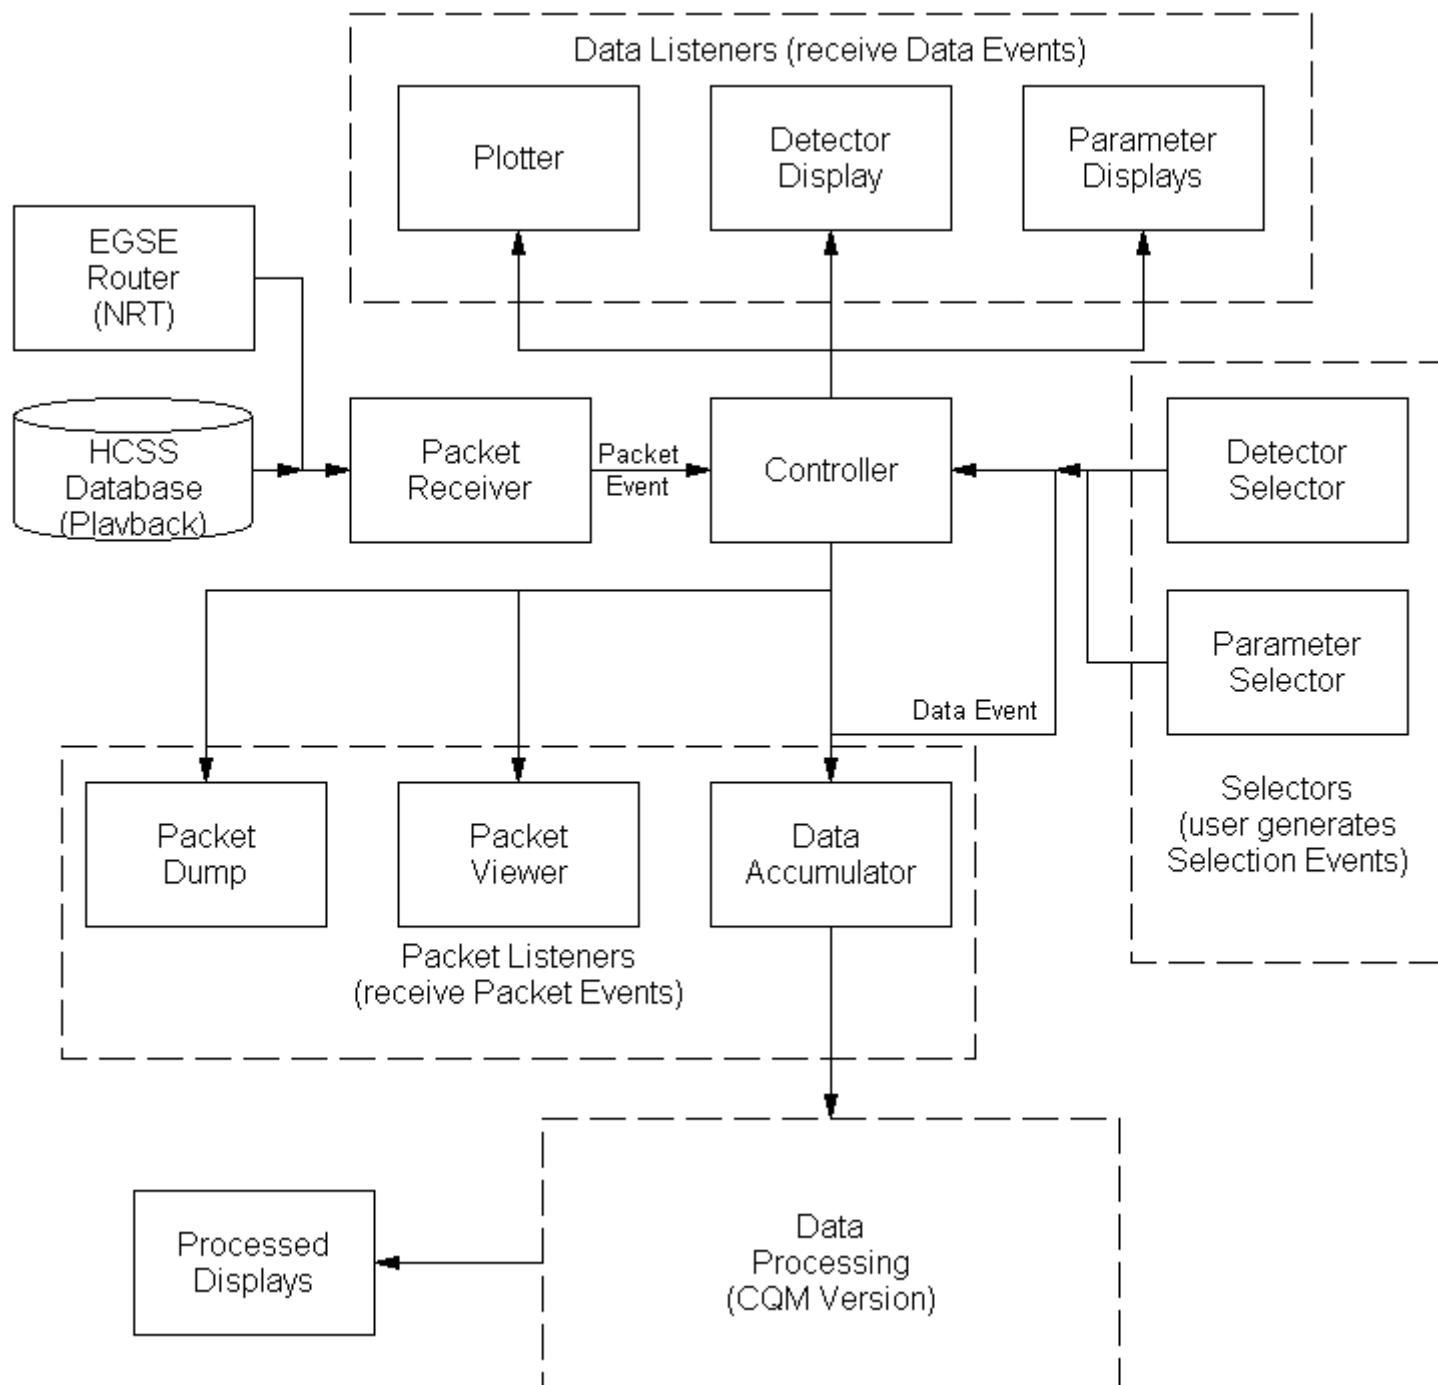 Data Listeners (receive Data Events)
Plotter
Detector
Display
Parameter
Displays
EGSE
Router
(NRT)
HCSS
Database
(Playback)
Packet
Receiver
Packet
Event
Controller
Detector
Selector
Parameter
Selector
Data Event
Selectors
(user generates
Selection Events)
Packet
Dump
Packet
Viewer
Data
Accumulator
Packet Listeners
(receive Packet Events)
Processed
Displays
Data
Processing
(CQM Version)